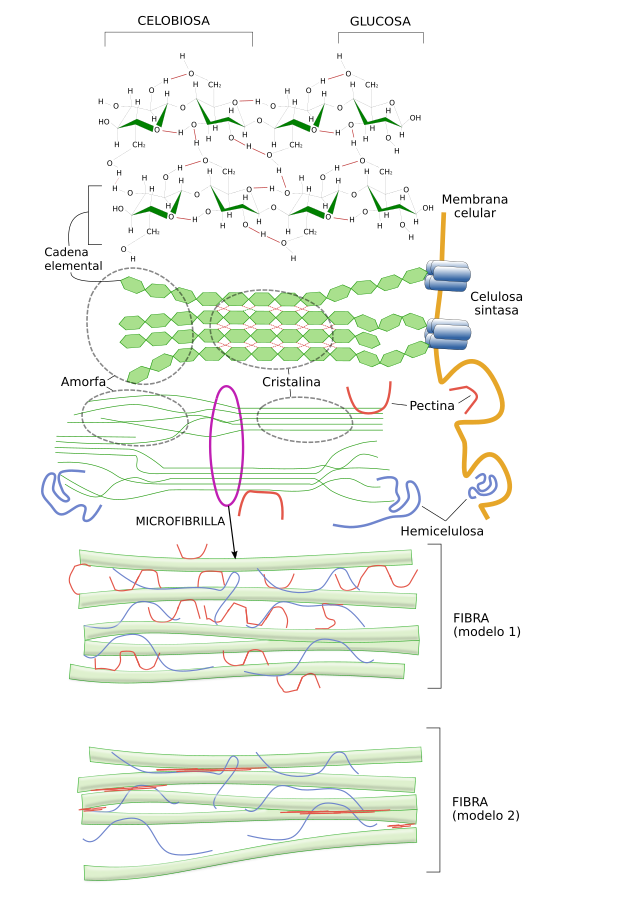 CELOBIOSA
GLUCOSA
Membrana
celular
Cadena
elemental
Celulosa
sintasa
Amorfa
Cristalina
Pectina
MICROFIBRILLA
Hemicelulosa
FIBRA
(modelo 1)
FIBRA
(modelo 2)